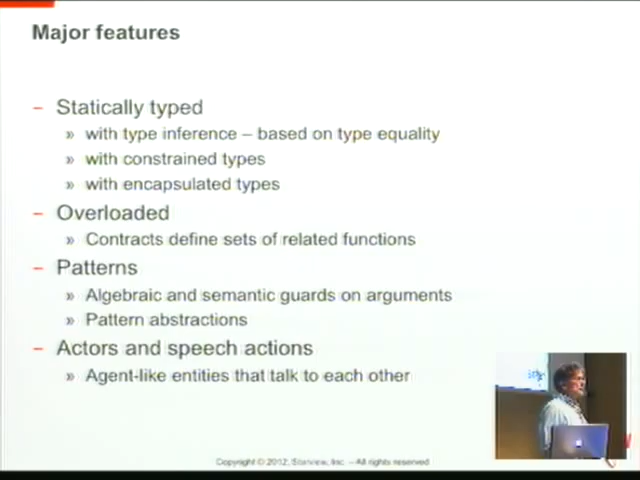 Major features
– Statically typed
» with type inference – based on type equality
» with constrained types
» with encapsulated types
– Overloaded
» Contracts define sets of related functions
– Patterns
» Algebraic and semantic guards on arguments
» Pattern abstractions
– Actors and speech actions
» Agent-like entities that talk to each other
Copyright © 2012, Starview, Inc. – All rights reserved